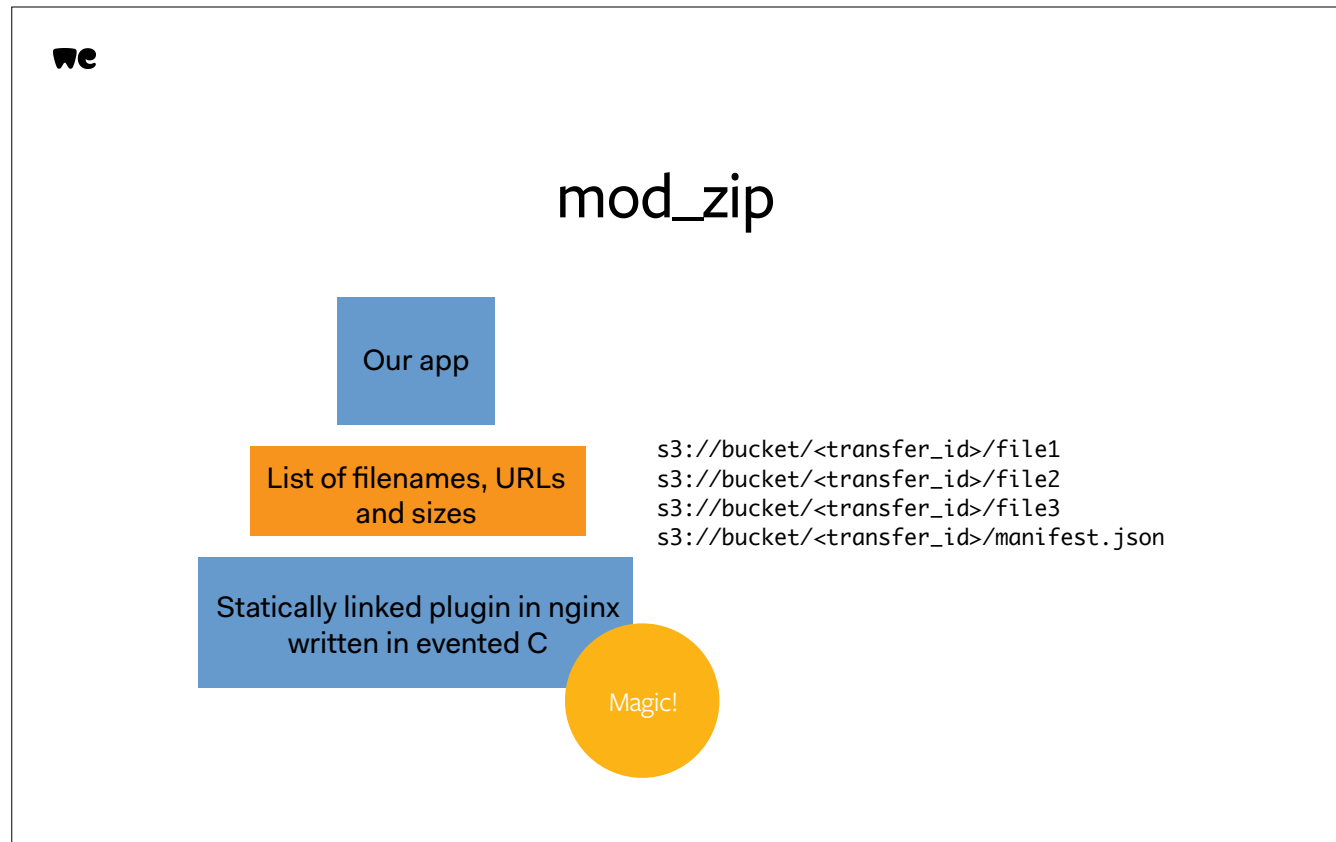 we
mod_zip
Our app
List of filenames, URLs
and sizes
s3://bucket/<transfer_id>/file1
s3://bucket/<transfer_id>/file2
s3://bucket/<transfer_id>/file3
s3://bucket/<transfer_id>/manifest.json
Statically linked plugin in nginx
written in evented C
Magic!